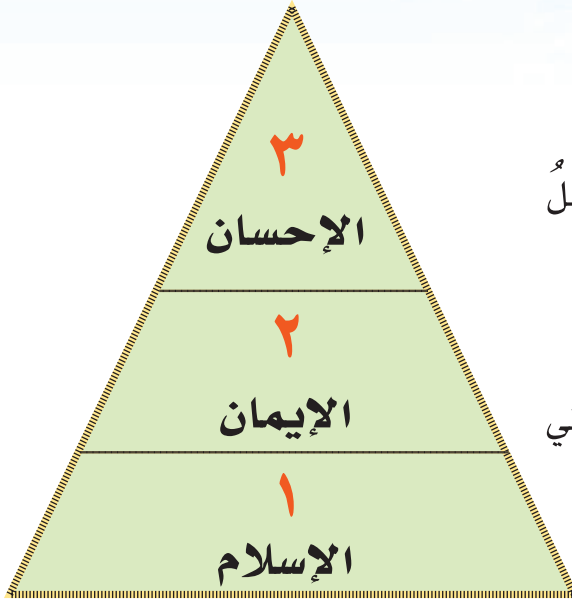 ٣
الإحسان
٢
الإيمان
١
الإسلام